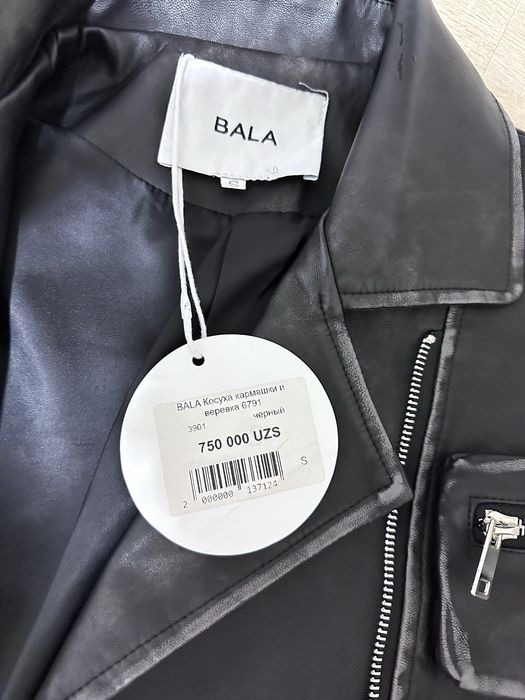 BALA
BALA Косуха кармашки и
веревка 6791
3901 черный
750 000 UZS
S
2 000000 137124